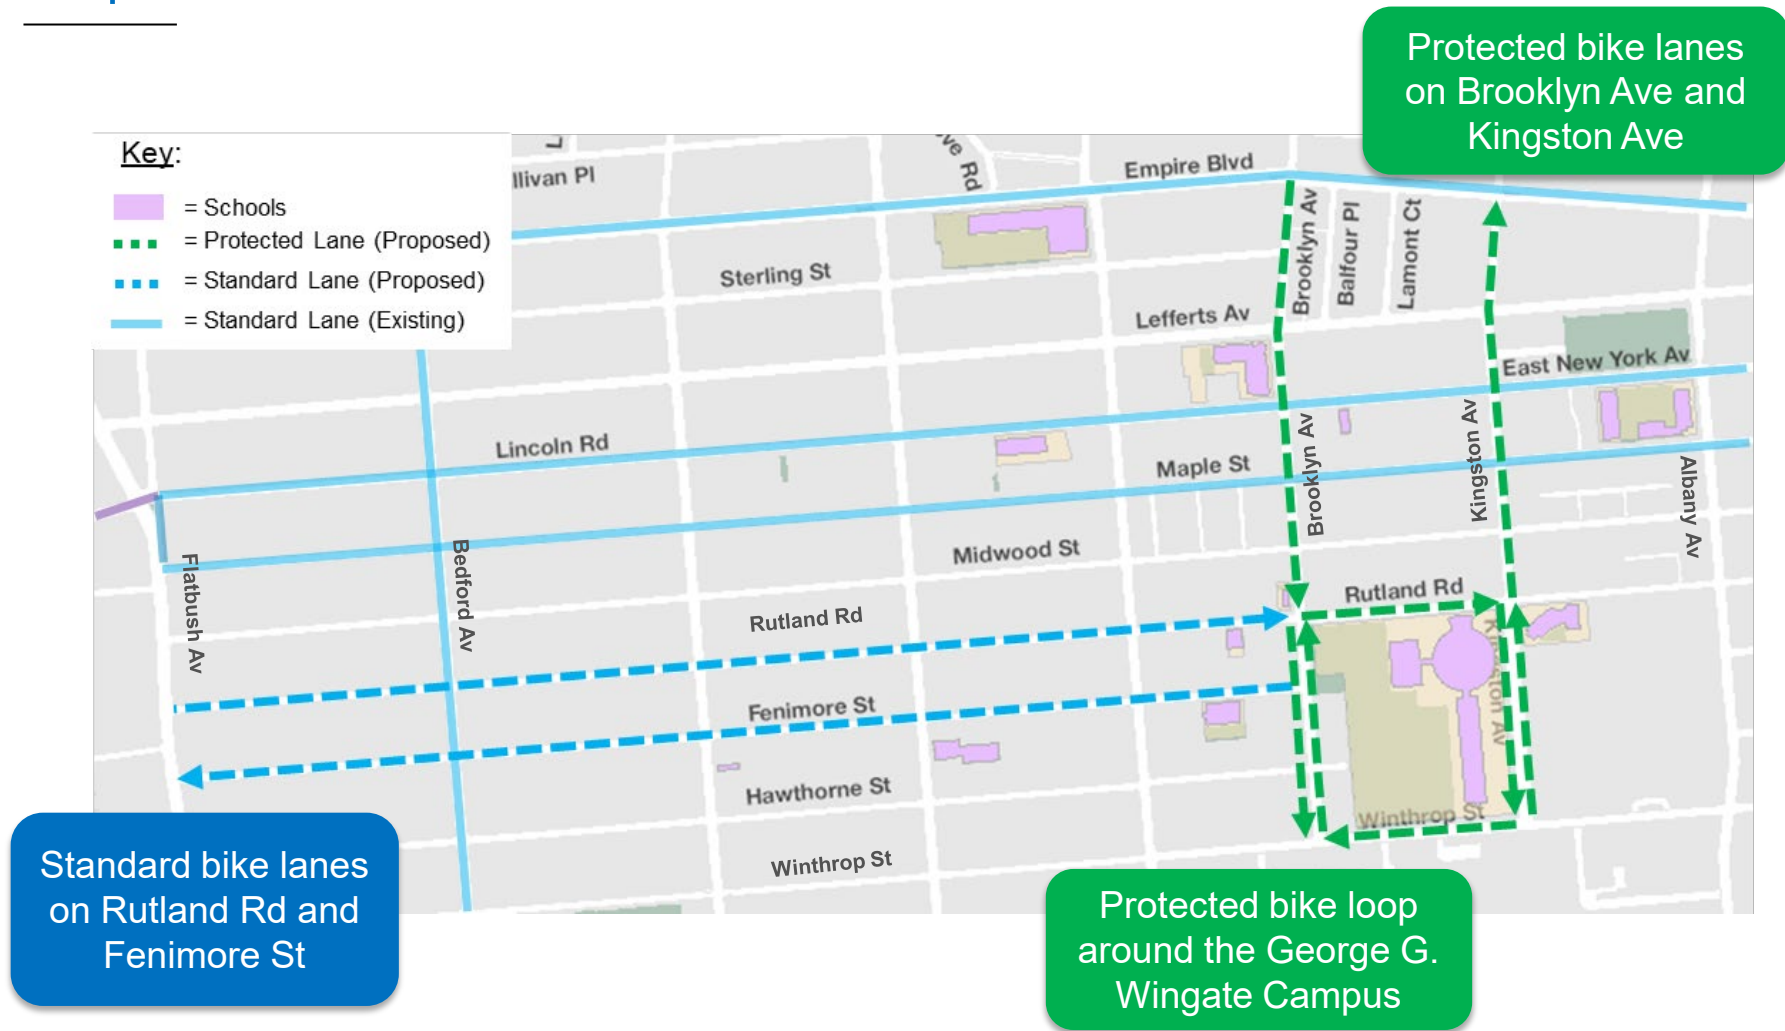 Protected bike lanes
on Brooklyn Ave and
Kingston Ave
Key:
= Schools
= Protected Lane (Proposed)
= Standard Lane (Proposed)
= Standard Lane (Existing)
llivan Pl
ve Rd
Empire Blvd
Sterling St
Brooklyn Av
Balfour Pl
Lamont Ct
Lefferts Av
East New York Av
Lincoln Rd
Maple St
Brooklyn Av
Kingston Av
Albany Av
Midwood St
Flatbush Av
Bedford Av
Rutland Rd
Rutland Rd
Kingston Av
Fenimore St
Hawthorne St
Winthrop St
Winthrop St
Standard bike lanes
on Rutland Rd and
Fenimore St
Protected bike loop
around the George G.
Wingate Campus